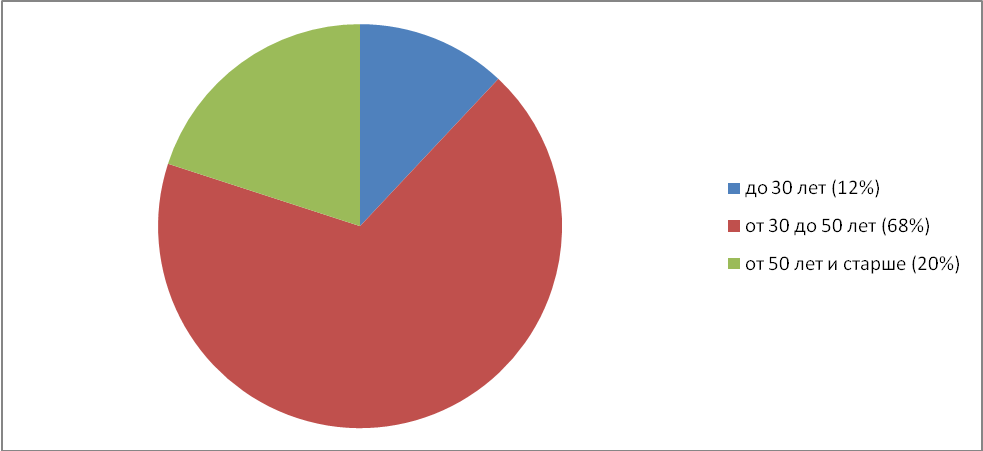 до 30 лет (12%)
от 30 до 50 лет (68%)
от 50 лет и старше (20%)